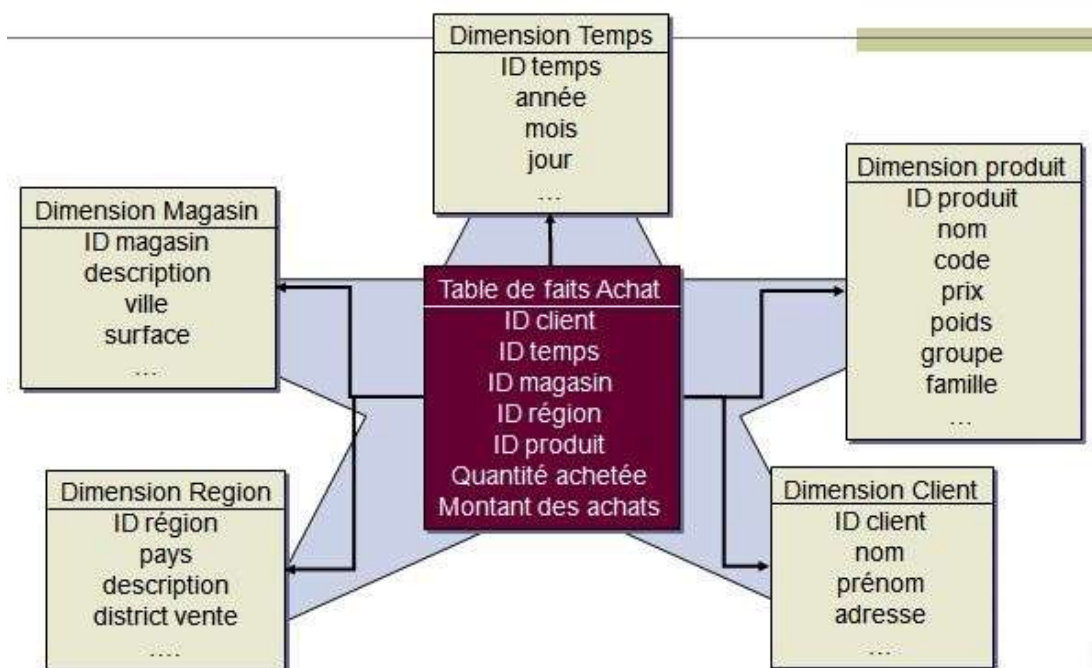 Dimension Temps
ID temps
année
mois
jour
...
Dimension Magasin
ID magasin
description
ville
surface
...
Table de faits Achat
ID client
ID temps
ID magasin
ID région
ID produit
Quantité achetée
Montant des achats
Dimension produit
ID produit
nom
code
prix
poids
groupe
famille
...
Dimension Region
ID région
pays
description
district vente
....
Dimension Client
ID client
nom
prénom
adresse
...